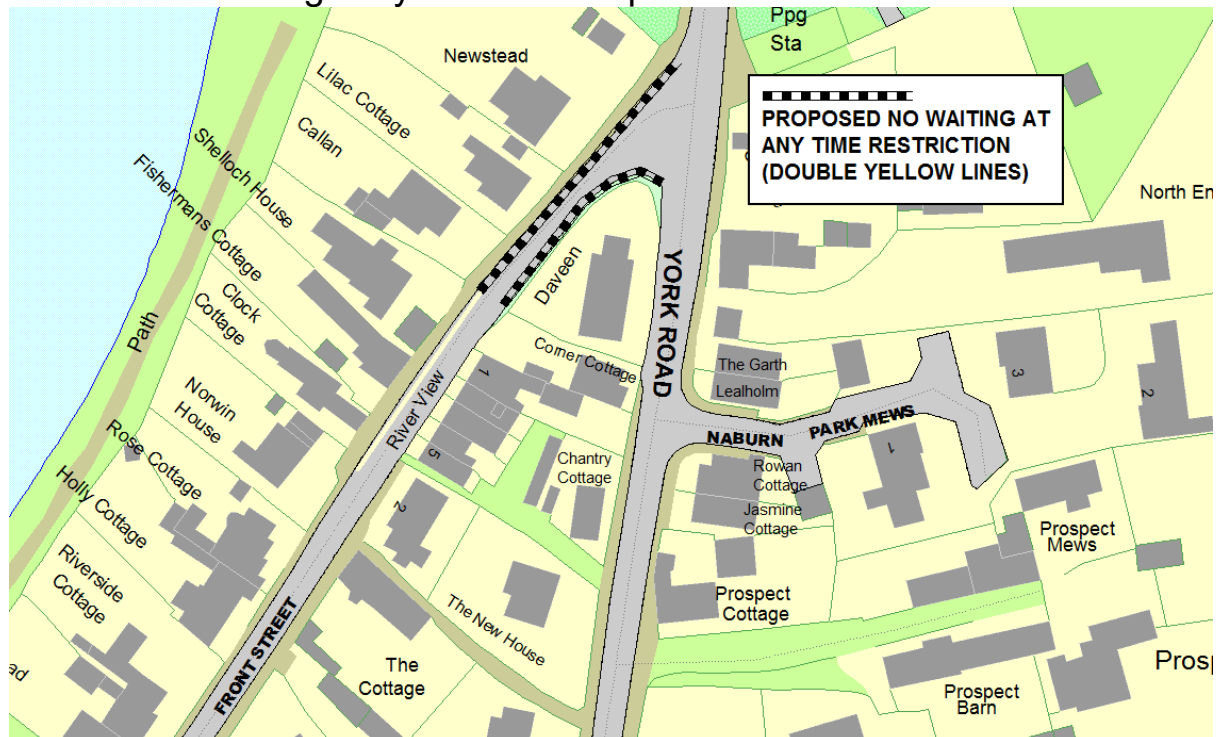 Ppg
Sta
Newstead
Lilac Cottage
Callan
Shelloch House
Fishermans Cottage
Clock
Cottage
Path
Norwin
House
Rose Cottage
Holly Cottage
Riverside
Cottage
FRONT STREET
River View
1
5
2
Daveen
Corner Cottage
Chantry
Cottage
The New House
The
Cottage
YORK ROAD
PROPOSED NO WAITING AT
ANY TIME RESTRICTION
(DOUBLE YELLOW LINES)
North En
The Garth
Lealholm
NABURN PARK MEWS
3
2
1
Rowan
Cottage
Jasmine
Cottage
Prospect
Mews
Prospect
Cottage
Prospect
Barn
Prosp
ad